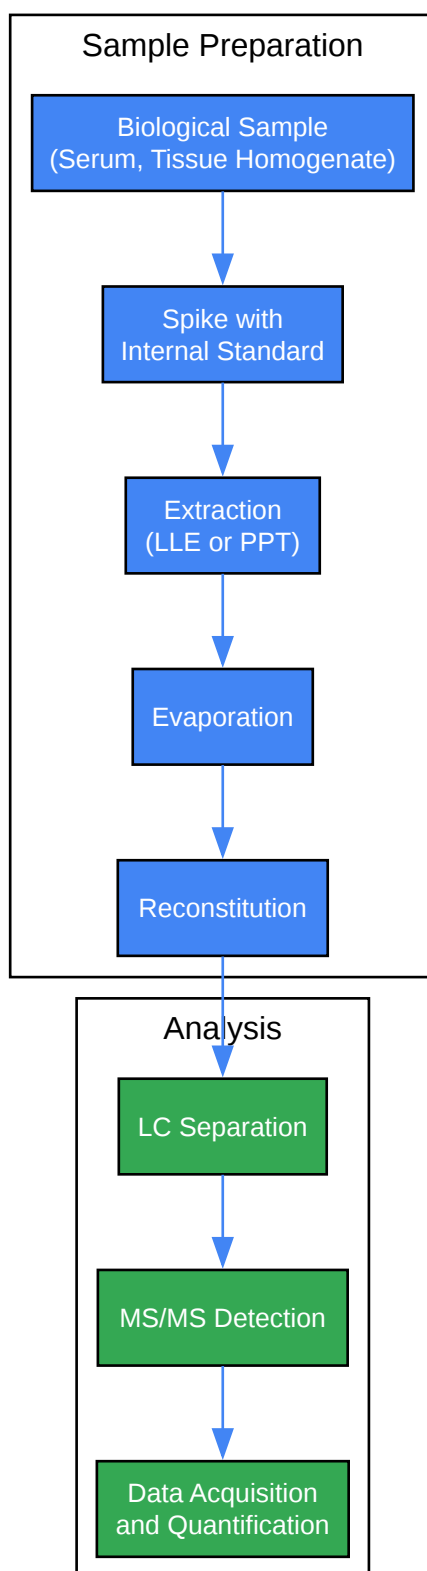 Sample Preparation
Biological Sample
(Serum, Tissue Homogenate)
Spike with
Internal Standard
Extraction
(LLE or PPT)
Evaporation
Reconstitution
Analysis
LC Separation
MS/MS Detection
Data Acquisition
and Quantification